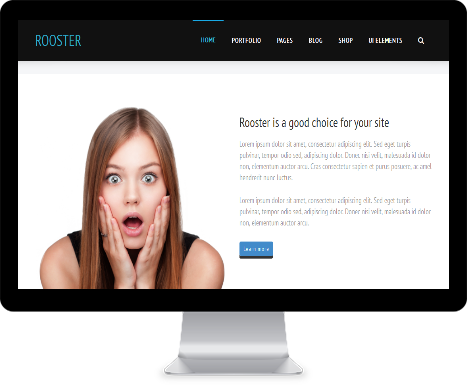 ROOSTER
HOME PORTFOLIO PAGES BLOG SHOP UI ELEMENTS
Rooster is a good choice for your site
Lorem ipsum dolor sit amet, consectetur adipiscing elit. Sed eget turpis
pulvinar, tempor odio sed, adipiscing dolor. Donec nisi velit, malesuada id dolor
non, elementum auctor arcu. Cras consectetur sapien et purus posuere, ac amet
hendrerit nunc luctus.
Lorem ipsum dolor sit amet, consectetur adipiscing elit. Sed eget turpis
pulvinar, tempor odio sed, adipiscing dolor. Donec nisi velit, malesuada id dolor
non, elementum auctor arcu.